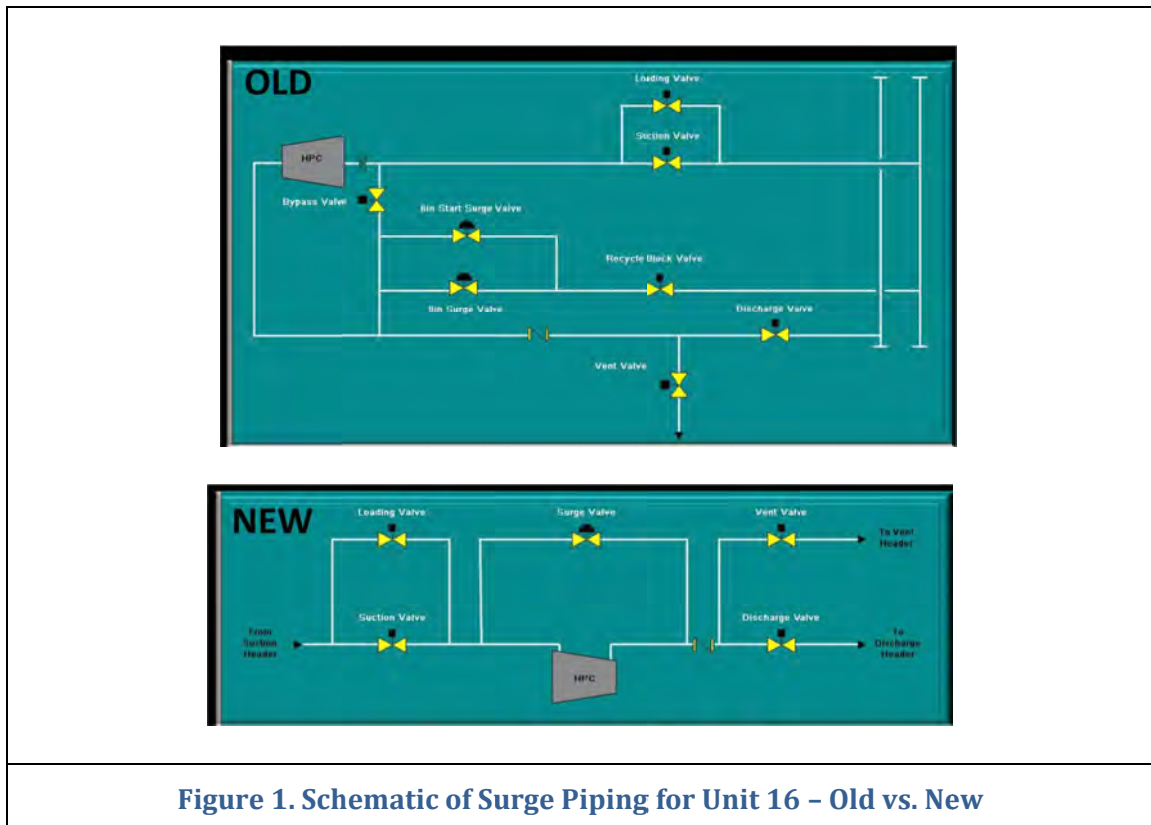 OLD
Loading Valve
Suction Valve
HPC
Bypass Valve
8in Start Surge Valve
Recycle Block Valve
8in Surge Valve
Discharge Valve
Vent Valve
NEW
Loading Valve
Surge Valve
Vent Valve
To Vent
Header
Suction Valve
Discharge Valve
From
Suction
Header
To
Discharge
Header
HPC
Figure 1. Schematic of Surge Piping for Unit 16 – Old vs. New